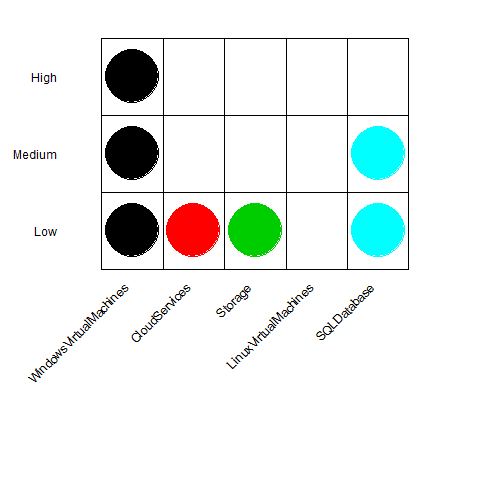 High
Medium
Low
WindowsVirtualMachines
CloudServices
Storage
LinuxVirtualMachines
SQLDatabase